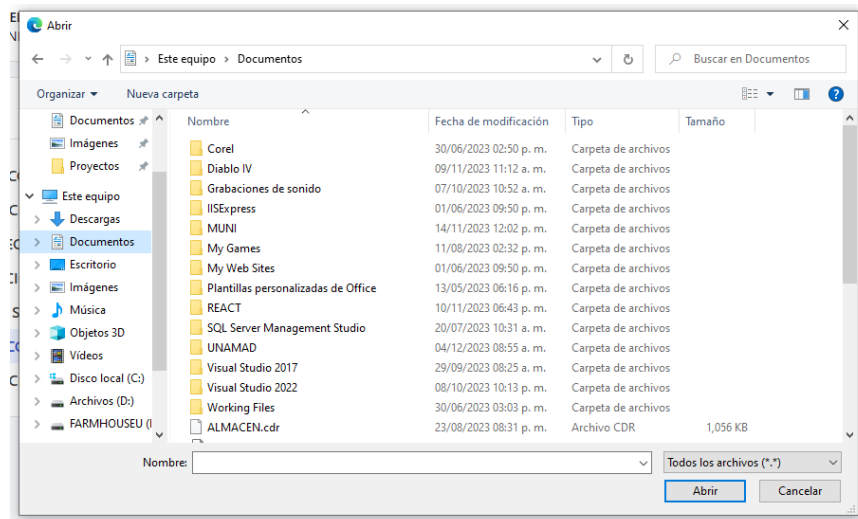 Abrir
Este equipo > Documentos
Buscar en Documentos
Organizar
Nueva carpeta
Documentos
Imágenes
Proyectos
Este equipo
Descargas
Documentos
Escritorio
Imágenes
Música
Objetos 3D
Vídeos
Disco local (C:)
Archivos (D:)
FARMHOUSEU (
Nombre Fecha de modificación Tipo Tamaño
Corel 30/06/2023 02:50 p. m. Carpeta de archivos
Diablo IV 09/11/2023 11:12 a. m. Carpeta de archivos
Grabaciones de sonido 07/10/2023 10:52 a. m. Carpeta de archivos
IISExpress 01/06/2023 09:50 p. m. Carpeta de archivos
MUNI 14/11/2023 12:02 p. m. Carpeta de archivos
My Games 11/08/2023 02:32 p. m. Carpeta de archivos
My Web Sites 01/06/2023 09:50 p. m. Carpeta de archivos
Plantillas personalizadas de Office 13/05/2023 06:16 p. m. Carpeta de archivos
REACT 10/11/2023 06:43 p. m. Carpeta de archivos
SQL Server Management Studio 20/07/2023 10:31 a. m. Carpeta de archivos
UNAMAD 04/12/2023 08:55 a. m. Carpeta de archivos
Visual Studio 2017 29/09/2023 08:25 a. m. Carpeta de archivos
Visual Studio 2022 08/10/2023 10:13 p. m. Carpeta de archivos
Working Files 30/06/2023 03:03 p. m. Carpeta de archivos
ALMACEN.cdr 23/08/2023 08:31 p. m. Archivo CDR 1,056 KB
Nombre:
Todos los archivos (*.*)
Abrir
Cancelar